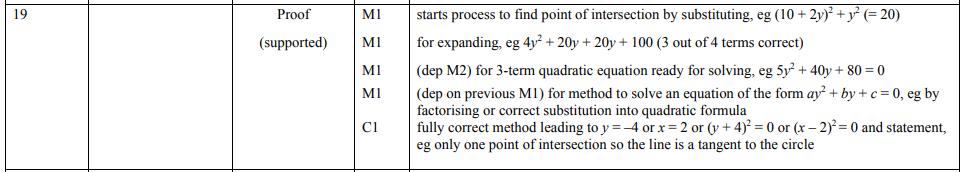 19 Proof M1 starts process to find point of intersection by substituting, eg (10 + 2y)² + y² (= 20)
(supported) M1 for expanding, eg 4y² + 20y + 20y + 100 (3 out of 4 terms correct)
M1 (dep M2) for 3-term quadratic equation ready for solving, eg 5y² + 40y + 80 = 0
M1 (dep on previous M1) for method to solve an equation of the form ay² + by + c = 0, eg by
factorising or correct substitution into quadratic formula
C1 fully correct method leading to y = –4 or x = 2 or (y + 4)² = 0 or (x – 2)² = 0 and statement,
eg only one point of intersection so the line is a tangent to the circle